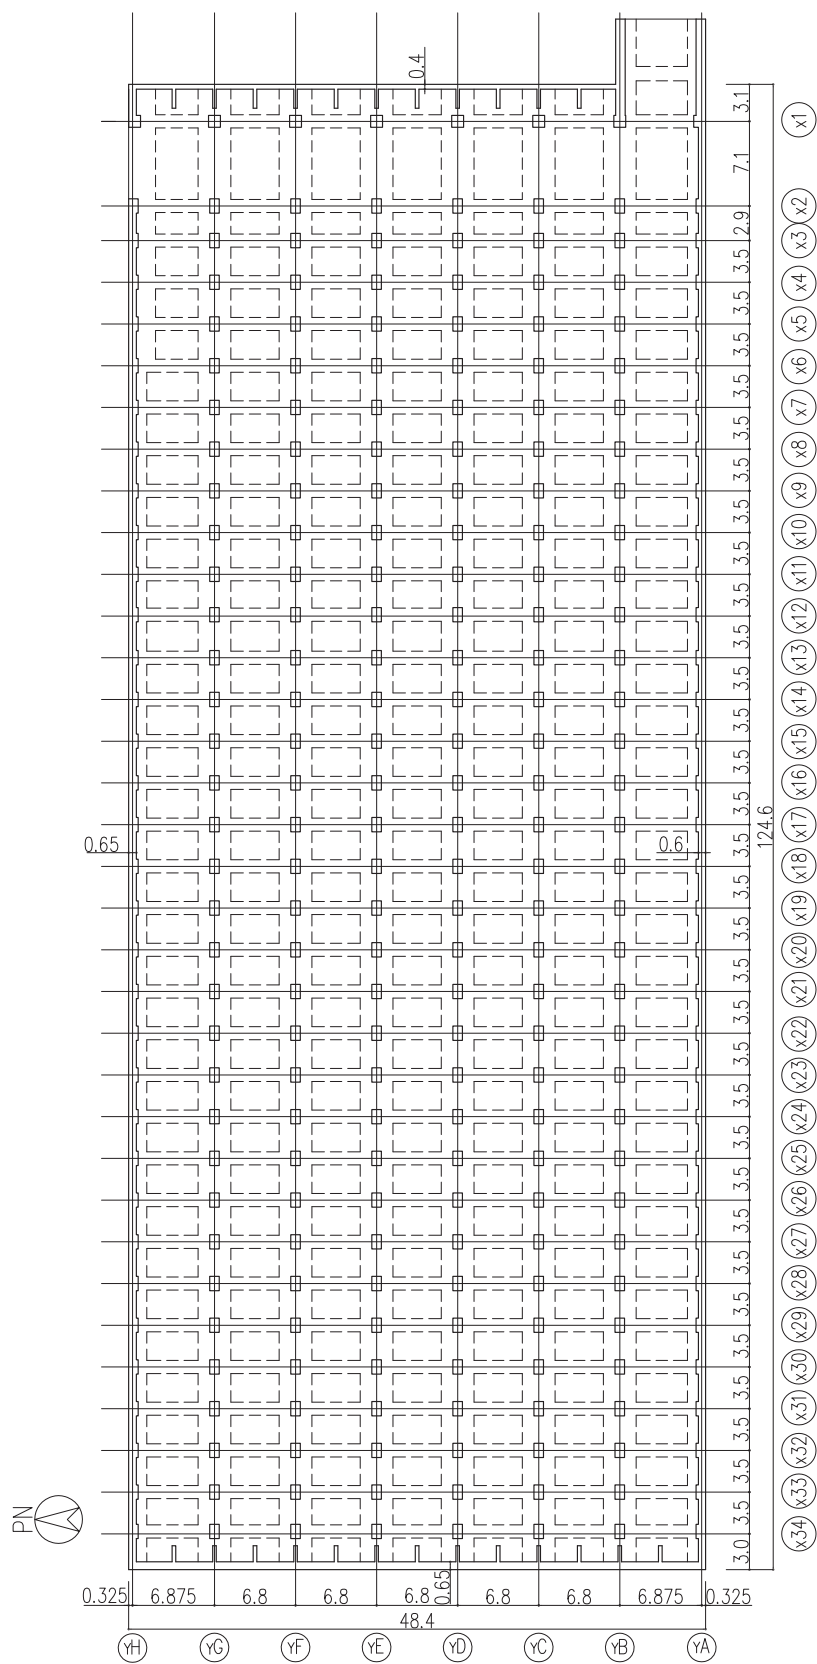 0.4
3.1
x1
7.1
x2
2.9
x3
3.5
x4
3.5
x5
3.5
x6
3.5
x7
3.5
x8
3.5
x9
3.5
x10
3.5
x11
3.5
x12
3.5
x13
3.5
x14
3.5
x15
3.5
x16
3.5
x17
124.6
0.65
0.6
3.5
x18
3.5
x19
3.5
x20
3.5
x21
3.5
x22
3.5
x23
3.5
x24
3.5
x25
3.5
x26
3.5
x27
3.5
x28
3.5
x29
3.5
x30
3.5
x31
3.5
x32
3.5
x33
PN
3.5
x34
3.0
0.65
0.325 6.875 6.8 6.8 6.8 6.8 6.8 6.875 0.325
48.4
YH YG YF YE YD YC YB YA